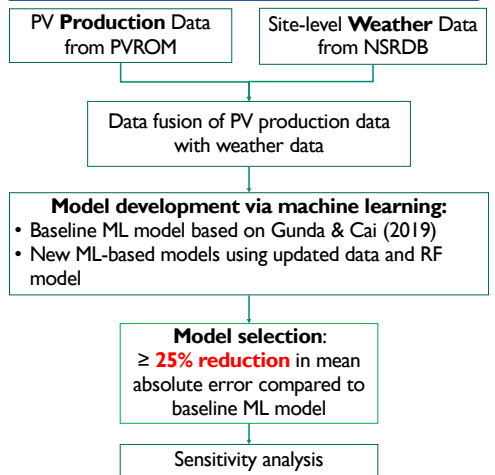 PV Production Data
from PVROM
Site-level Weather Data
from NSRDB
Data fusion of PV production data
with weather data
Model development via machine learning:
• Baseline ML model based on Gunda & Cai (2019)
• New ML-based models using updated data and RF
model
Model selection:
≥ 25% reduction in mean
absolute error compared to
baseline ML model
Sensitivity analysis